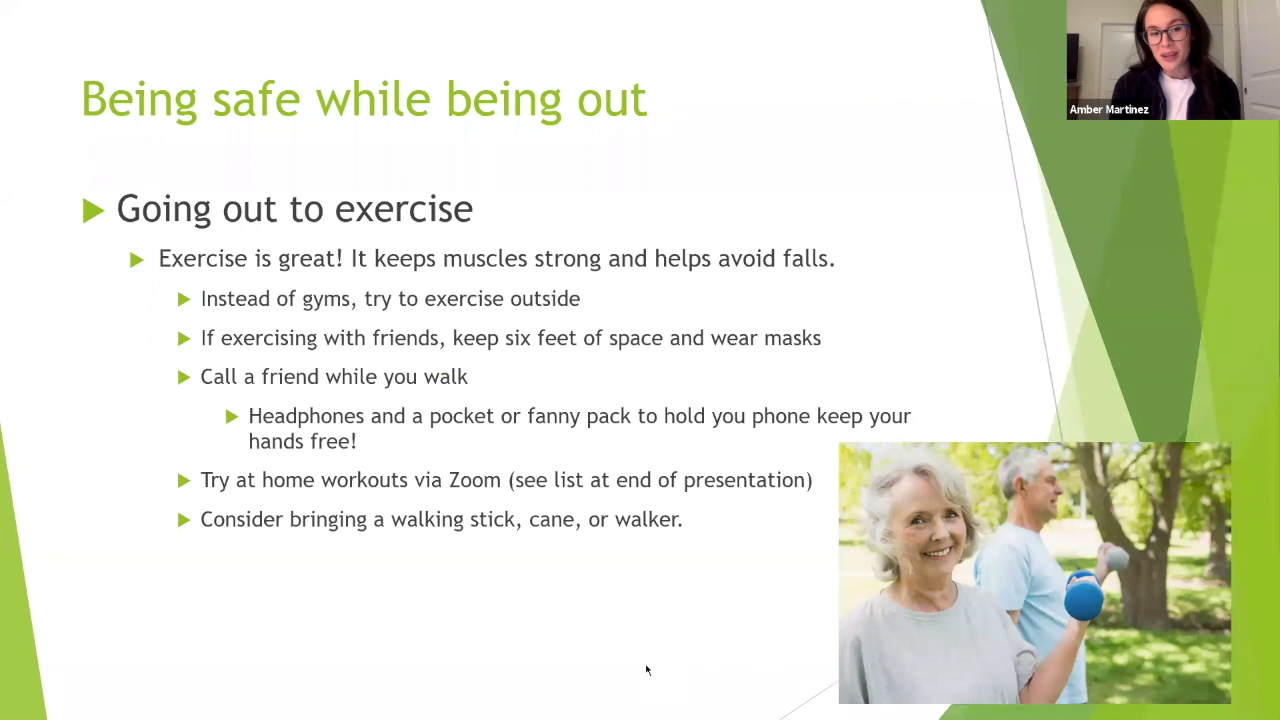 Being safe while being out
Going out to exercise
Exercise is great! It keeps muscles strong and helps avoid falls.
Instead of gyms, try to exercise outside
If exercising with friends, keep six feet of space and wear masks
Call a friend while you walk
Headphones and a pocket or fanny pack to hold you phone keep your
hands free!
Try at home workouts via Zoom (see list at end of presentation)
Consider bringing a walking stick, cane, or walker.
Amber Martinez